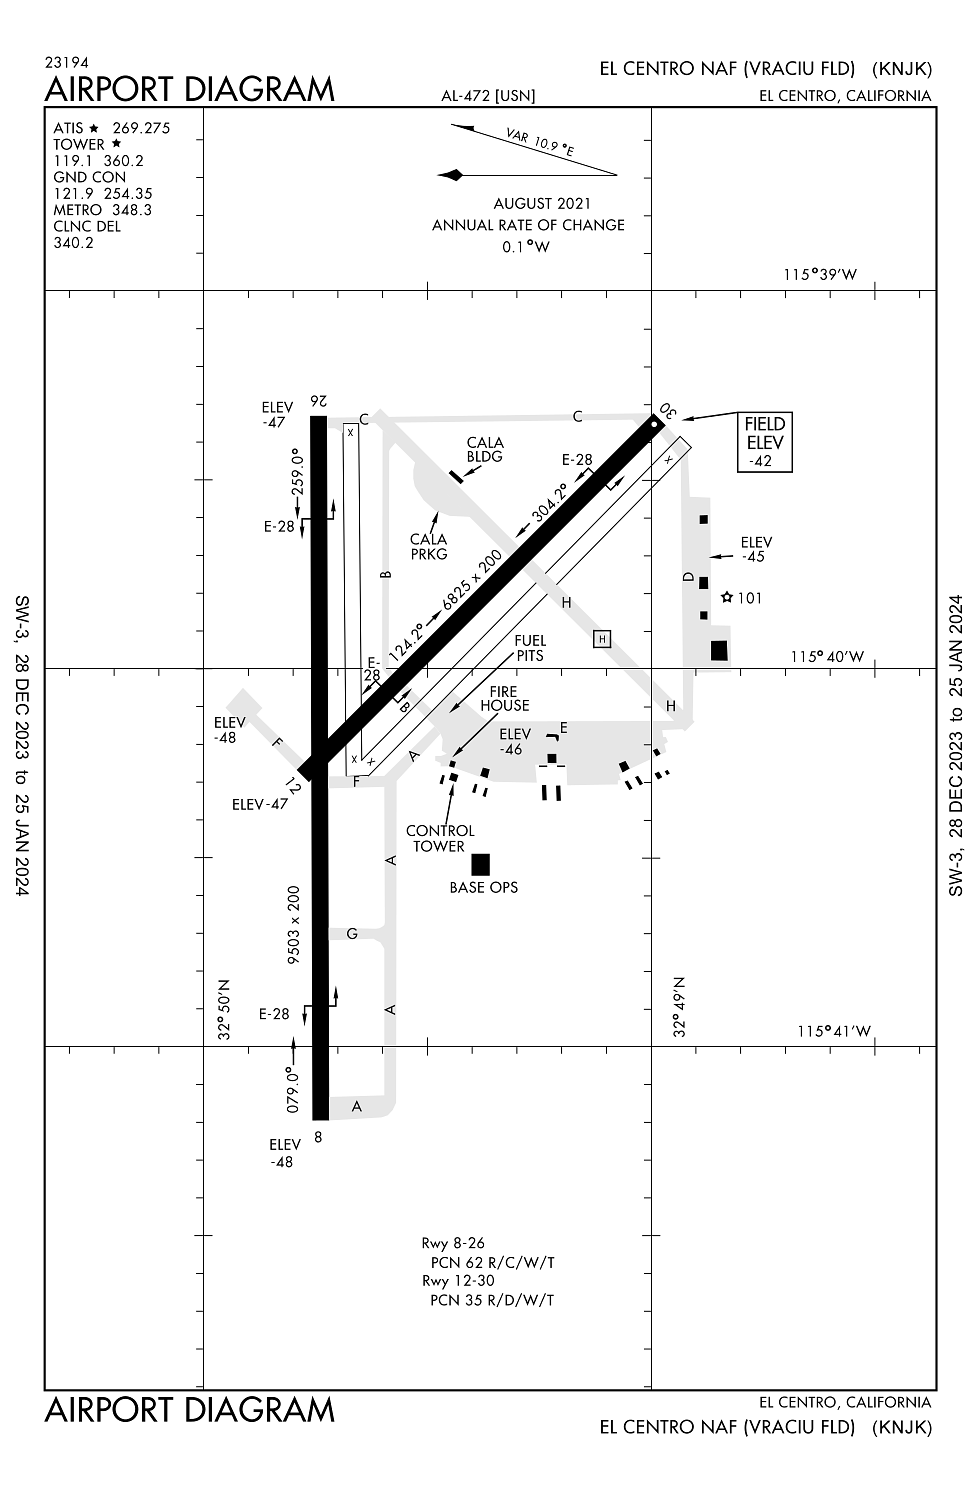 23194
AIRPORT DIAGRAM
AL-472 [USN]
EL CENTRO NAF (VRACIU FLD) (KNJK)
EL CENTRO, CALIFORNIA
ATIS ★ 269.275
TOWER ★
119.1 360.2
GND CON
121.9 254.35
METRO 348.3
CLNC DEL
340.2
VAR 10.9 °E
AUGUST 2021
ANNUAL RATE OF CHANGE
0.1°W
115°39'W
ELEV
-47
26
C
C
30
FIELD
ELEV
-42
X
X
CALA
BLDG
E-28
259.0°
E-28
304.2°
CALA
PRKG
ELEV
-45
B
D
6825 x 200
101
H
H
124.2°
FUEL
PITS
115°40'W
E-
28
B
FIRE
HOUSE
H
ELEV
-48
F
ELEV
-46
E
A
X
X
12
F
ELEV -47
CONTROL
TOWER
A
BASE OPS
9503 x 200
G
32°50'N
32°49'N
E-28
A
115°41'W
079.0°
A
8
ELEV
-48
Rwy 8-26
PCN 62 R/C/W/T
Rwy 12-30
PCN 35 R/D/W/T
SW-3, 28 DEC 2023 to 25 JAN 2024
SW-3, 28 DEC 2023 to 25 JAN 2024
AIRPORT DIAGRAM
EL CENTRO, CALIFORNIA
EL CENTRO NAF (VRACIU FLD) (KNJK)